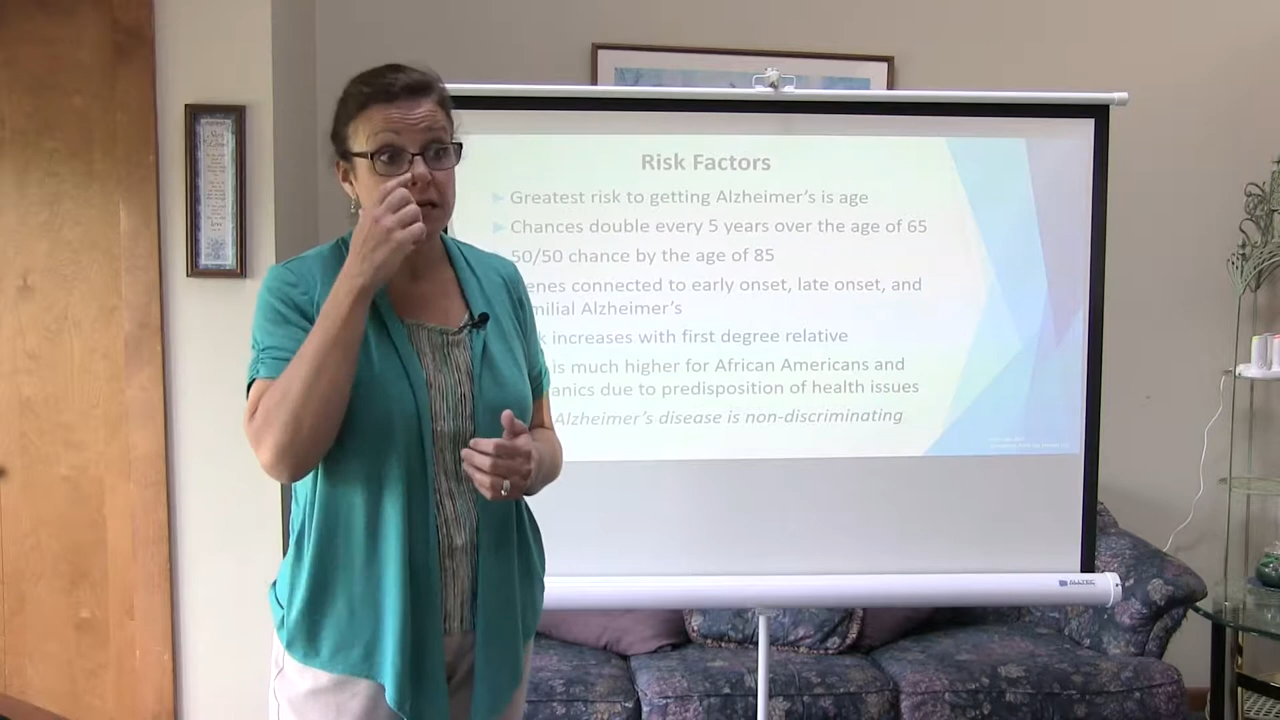 Risk Factors
Greatest risk to getting Alzheimer's is age
Chances double every 5 years over the age of 65
50/50 chance by the age of 85
enes connected to early onset, late onset, and
milial Alzheimer's
k increases with first degree relative
is much higher for African Americans and
anics due to predisposition of health issues
Alzheimer's disease is non-discriminating
ALLTEC